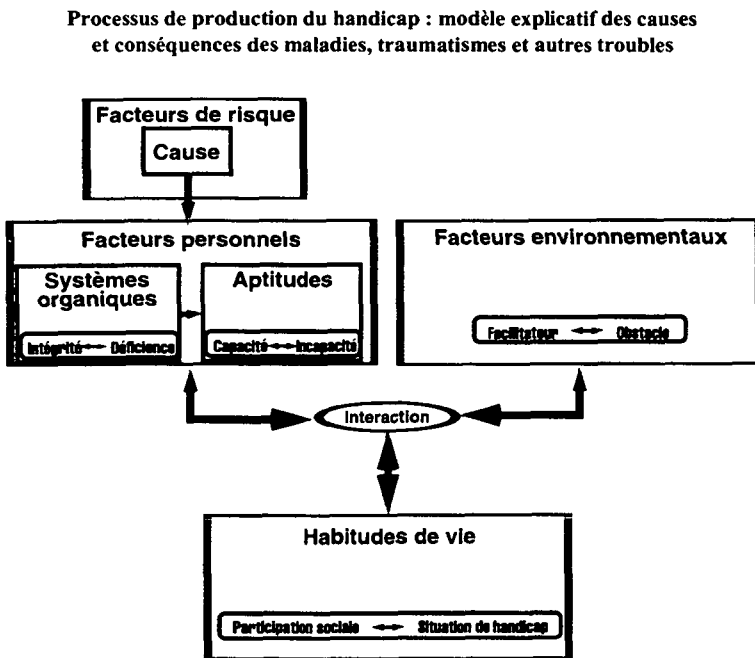 Processus de production du handicap : modèle explicatif des causes
et conséquences des maladies, traumatismes et autres troubles
Facteurs de risque
Cause
Facteurs personnels
Systèmes
organiques
Intégrité Déficience
Aptitudes
Capacité Incapacité
Facteurs environnementaux
Facilitateur Obstacle
Interaction
Habitudes de vie
Participation sociale Situation de handicap